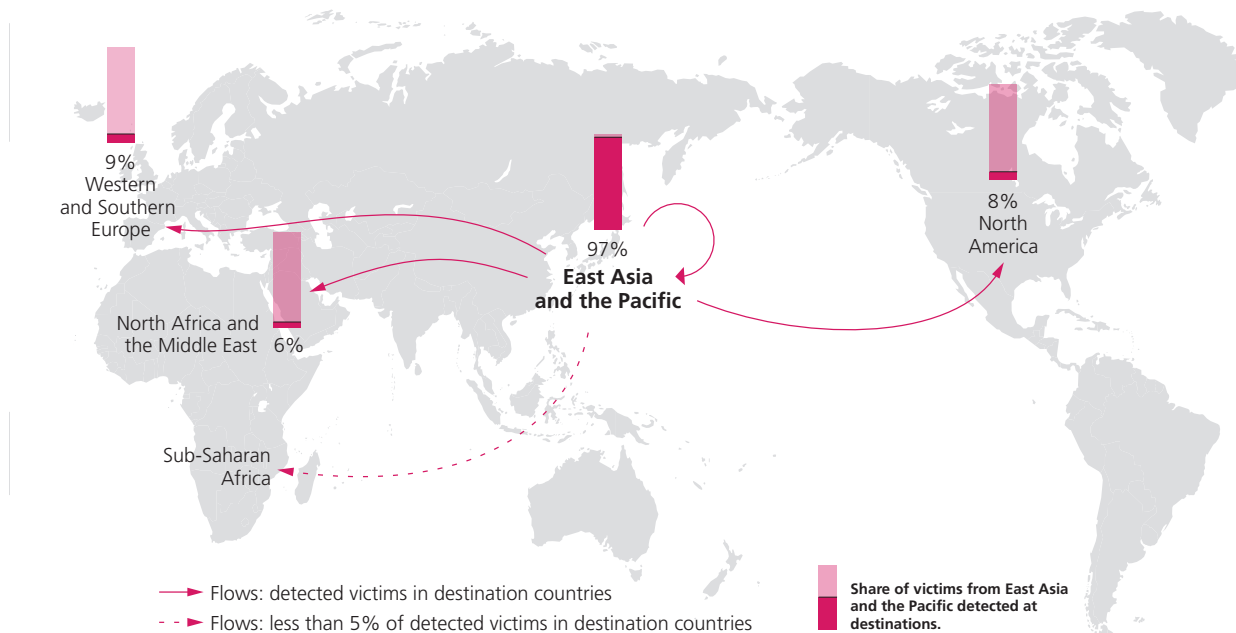 9%
Western
and Southern
Europe
97%
East Asia
and the Pacific
8%
North
America
North Africa and
the Middle East
6%
Sub-Saharan
Africa
Flows: detected victims in destination countries
Flows: less than 5% of detected victims in destination countries
Share of victims from East Asia
and the Pacific detected at
destinations.